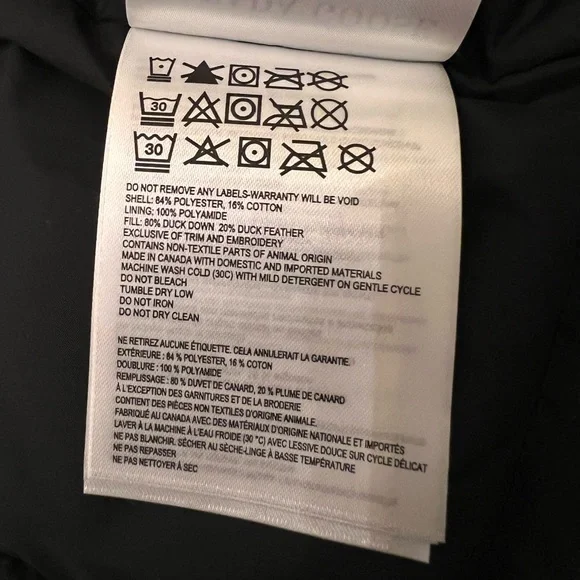 30
30
DO NOT REMOVE ANY LABELS-WARRANTY WILL BE VOID
SHELL: 84% POLYESTER, 16% COTTON
LINING: 100% POLYAMIDE
FILL: 80% DUCK DOWN 20% DUCK FEATHER
EXCLUSIVE OF TRIM AND EMBROIDERY
CONTAINS NON-TEXTILE PARTS OF ANIMAL ORIGIN
MADE IN CANADA WITH DOMESTIC AND IMPORTED MATERIALS
MACHINE WASH COLD (30C) WITH MILD DETERGENT ON GENTLE CYCLE
DO NOT BLEACH
TUMBLE DRY LOW
DO NOT IRON
DO NOT DRY CLEAN
NE RETIREZ AUCUNE ÉTIQUETTE. CELA ANNULERAIT LA GARANTIE.
EXTÉRIEURE : 84 % POLYESTER, 16 % COTON
DOUBLURE : 100 % POLYAMIDE
REMPLISSAGE : 80 % DUVET DE CANARD, 20 % PLUME DE CANARD
À L'EXCEPTION DES GARNITURES ET DE LA BRODERIE
CONTIENT DES PIÈCES NON TEXTILES D'ORIGINE ANIMALE.
FABRIQUÉ AU CANADA AVEC DES MATÉRIAUX D'ORIGINE NATIONALE ET IMPORTÉS
LAVER À LA MACHINE À L'EAU FROIDE (30 °C) AVEC LESSIVE DOUCE SUR CYCLE DÉLICAT
NE PAS BLANCHIR. SÉCHER AU SÈCHE-LINGE À BASSE TEMPÉRATURE
NE PAS REPASSER
NE PAS NETTOYER À SEC